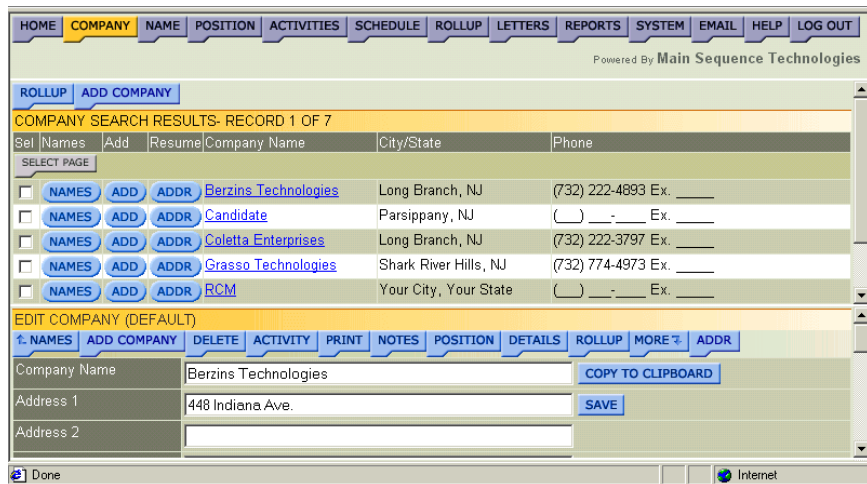 HOME COMPANY NAME POSITION ACTIVITIES SCHEDULE ROLLUP LETTERS REPORTS SYSTEM EMAIL HELP LOG OUT
Powered By Main Sequence Technologies
ROLLUP ADD COMPANY
COMPANY SEARCH RESULTS- RECORD 1 OF 7
Sel Names Add Resume Company Name City/State Phone
SELECT PAGE
NAMES ADD ADDR Berzins Technologies Long Branch, NJ (732) 222-4893 Ex. _____
NAMES ADD ADDR Candidate Parsippany, NJ (___) ___-____ Ex. _____
NAMES ADD ADDR Coletta Enterprises Long Branch, NJ (732) 222-3797 Ex. _____
NAMES ADD ADDR Grasso Technologies Shark River Hills, NJ (732) 774-4973 Ex. _____
NAMES ADD ADDR RCM Your City, Your State (___) ___-____ Ex. _____
EDIT COMPANY (DEFAULT)
NAMES ADD COMPANY DELETE ACTIVITY PRINT NOTES POSITION DETAILS ROLLUP MORE ADDR
Company Name Berzins Technologies COPY TO CLIPBOARD
Address 1 448 Indiana Ave. SAVE
Address 2
Done Internet